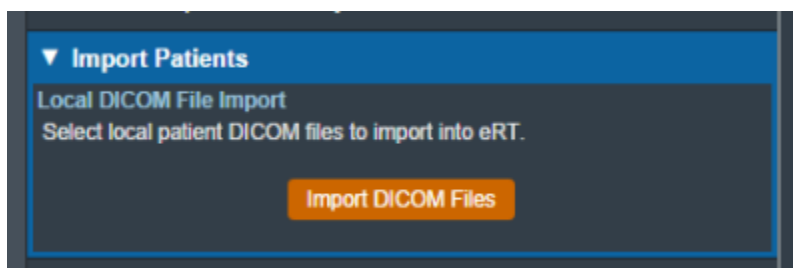 Import Patients
Local DICOM File Import
Select local patient DICOM files to import into eRT.
Import DICOM Files